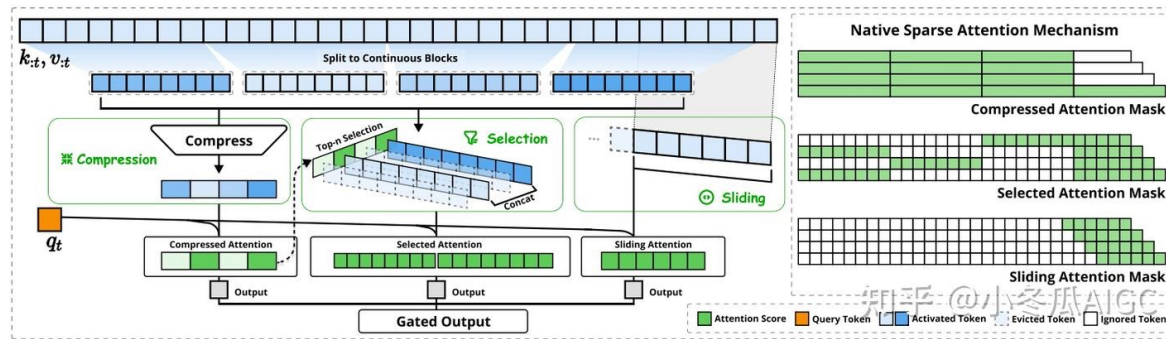 k:t, v:t
Split to Continuous Blocks
Compression
Compress
Top-n Selection
Selection
Concat
Sliding
qt
Compressed Attention
Selected Attention
Sliding Attention
Output
Output
Output
Gated Output
Native Sparse Attention Mechanism
Compressed Attention Mask
Selected Attention Mask
Sliding Attention Mask
Attention Score
Query Token
Activated Token
Evicted Token
Ignored Token
知乎 @小冬瓜AIGC